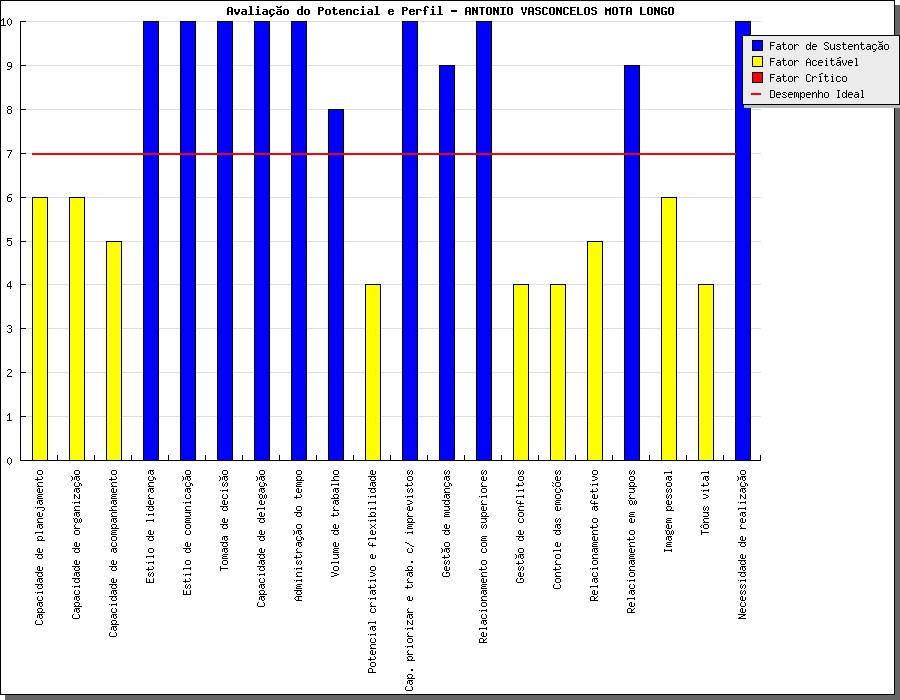 Avaliação do Potencial e Perfil - ANTONIO VASCONCELOS MOTA LONGO
Fator de Sustentação
Fator Aceitável
Fator Crítico
Desempenho Ideal
10
9
8
7
6
5
4
3
2
1
0
Capacidade de planejamento
Capacidade de organização
Capacidade de acompanhamento
Estilo de liderança
Estilo de comunicação
Tomada de decisão
Capacidade de delegação
Administração do tempo
Volume de trabalho
Potencial criativo e flexibilidade
Cap. priorizar e trab. c/ imprevistos
Gestão de mudanças
Relacionamento com superiores
Gestão de conflitos
Controle das emoções
Relacionamento afetivo
Relacionamento em grupos
Imagem pessoal
Tônus vital
Necessidade de realização